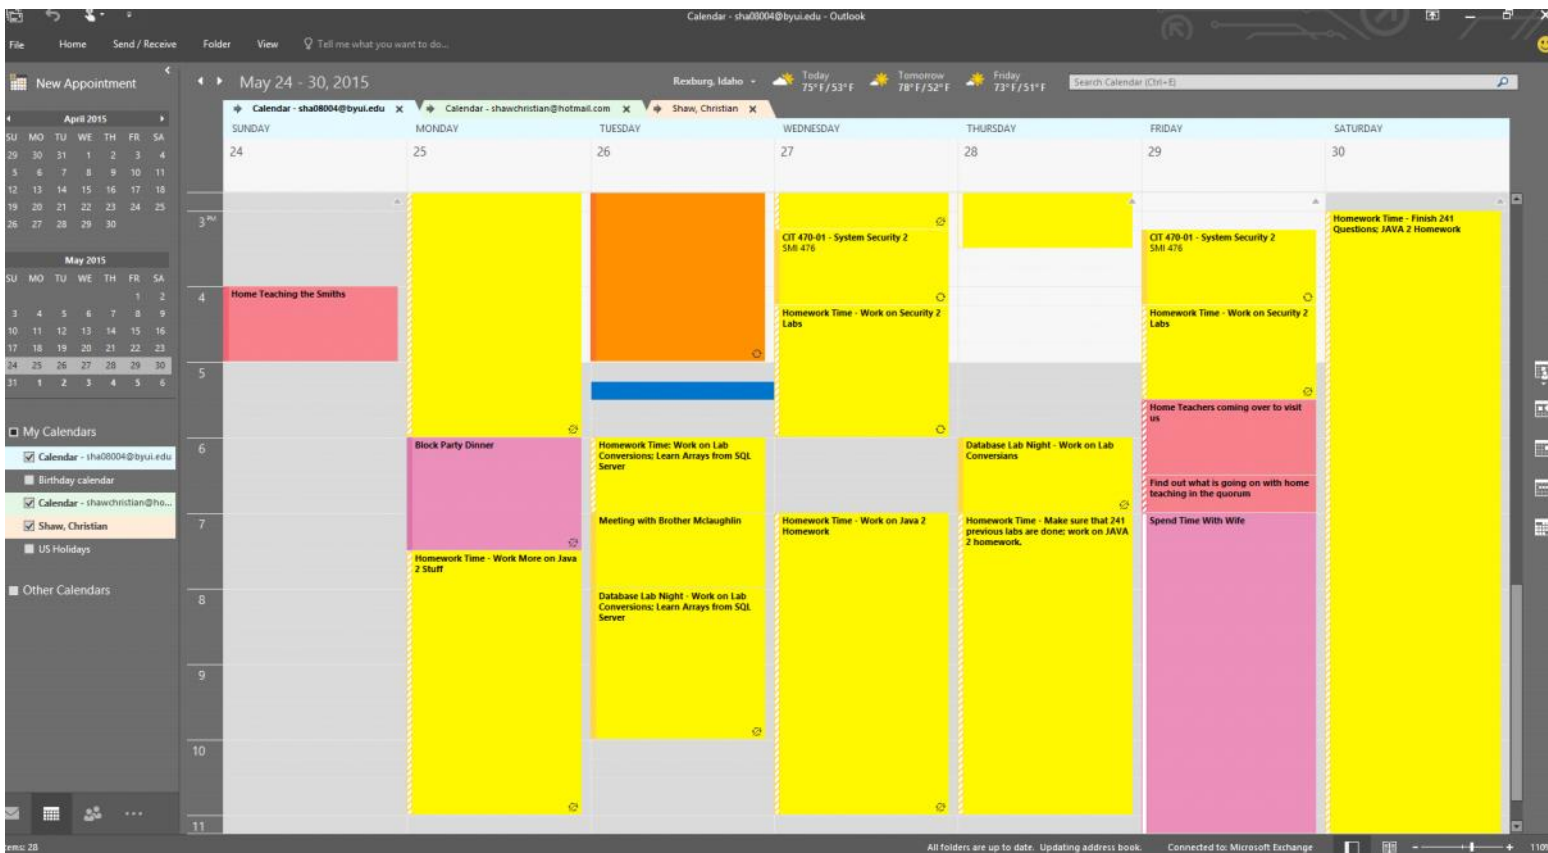 Calendar - sha08004@byui.edu - Outlook
File Home Send / Receive Folder View Tell me what you want to do...
New Appointment
May 24 - 30, 2015
Rexburg, Idaho
Today
75° F / 53° F
Tomorrow
78° F / 52° F
Friday
73° F / 51° F
Search Calendar (Ctrl+E)
Calendar - sha08004@byui.edu Calendar - shawchristian@hotmail.com Shaw, Christian
April 2015
SU MO TU WE TH FR SA
29 30 31 1 2 3 4
5 6 7 8 9 10 11
12 13 14 15 16 17 18
19 20 21 22 23 24 25
26 27 28 29 30
May 2015
SU MO TU WE TH FR SA
1 2
3 4 5 6 7 8 9
10 11 12 13 14 15 16
17 18 19 20 21 22 23
24 25 26 27 28 29 30
31 1 2 3 4 5 6
My Calendars
Calendar - sha08004@byui.edu
Birthday calendar
Calendar - shawchristian@ho...
Shaw, Christian
US Holidays
Other Calendars
SUNDAY MONDAY TUESDAY WEDNESDAY THURSDAY FRIDAY SATURDAY
24 25 26 27 28 29 30
3 PM
4
5
6
7
8
9
10
11
Home Teaching the Smiths
Block Party Dinner
Homework Time - Work More on Java
2 Stuff
Homework Time: Work on Lab
Conversions; Learn Arrays from SQL
Server
Meeting with Brother Mclaughlin
Database Lab Night - Work on Lab
Conversions; Learn Arrays from SQL
Server
CIT 470-01 - System Security 2
SMI 476
Homework Time - Work on Security 2
Labs
Homework Time - Work on Java 2
Homework
Database Lab Night - Work on Lab
Conversians
Homework Time - Make sure that 241
previous labs are done; work on JAVA
2 homework.
CIT 470-01 - System Security 2
SMI 476
Homework Time - Work on Security 2
Labs
Home Teachers coming over to visit
us
Find out what is going on with home
teaching in the quorum
Spend Time With Wife
Homework Time - Finish 241
Questions; JAVA 2 Homework
28
All folders are up to date. Updating address book. Connected to: Microsoft Exchange